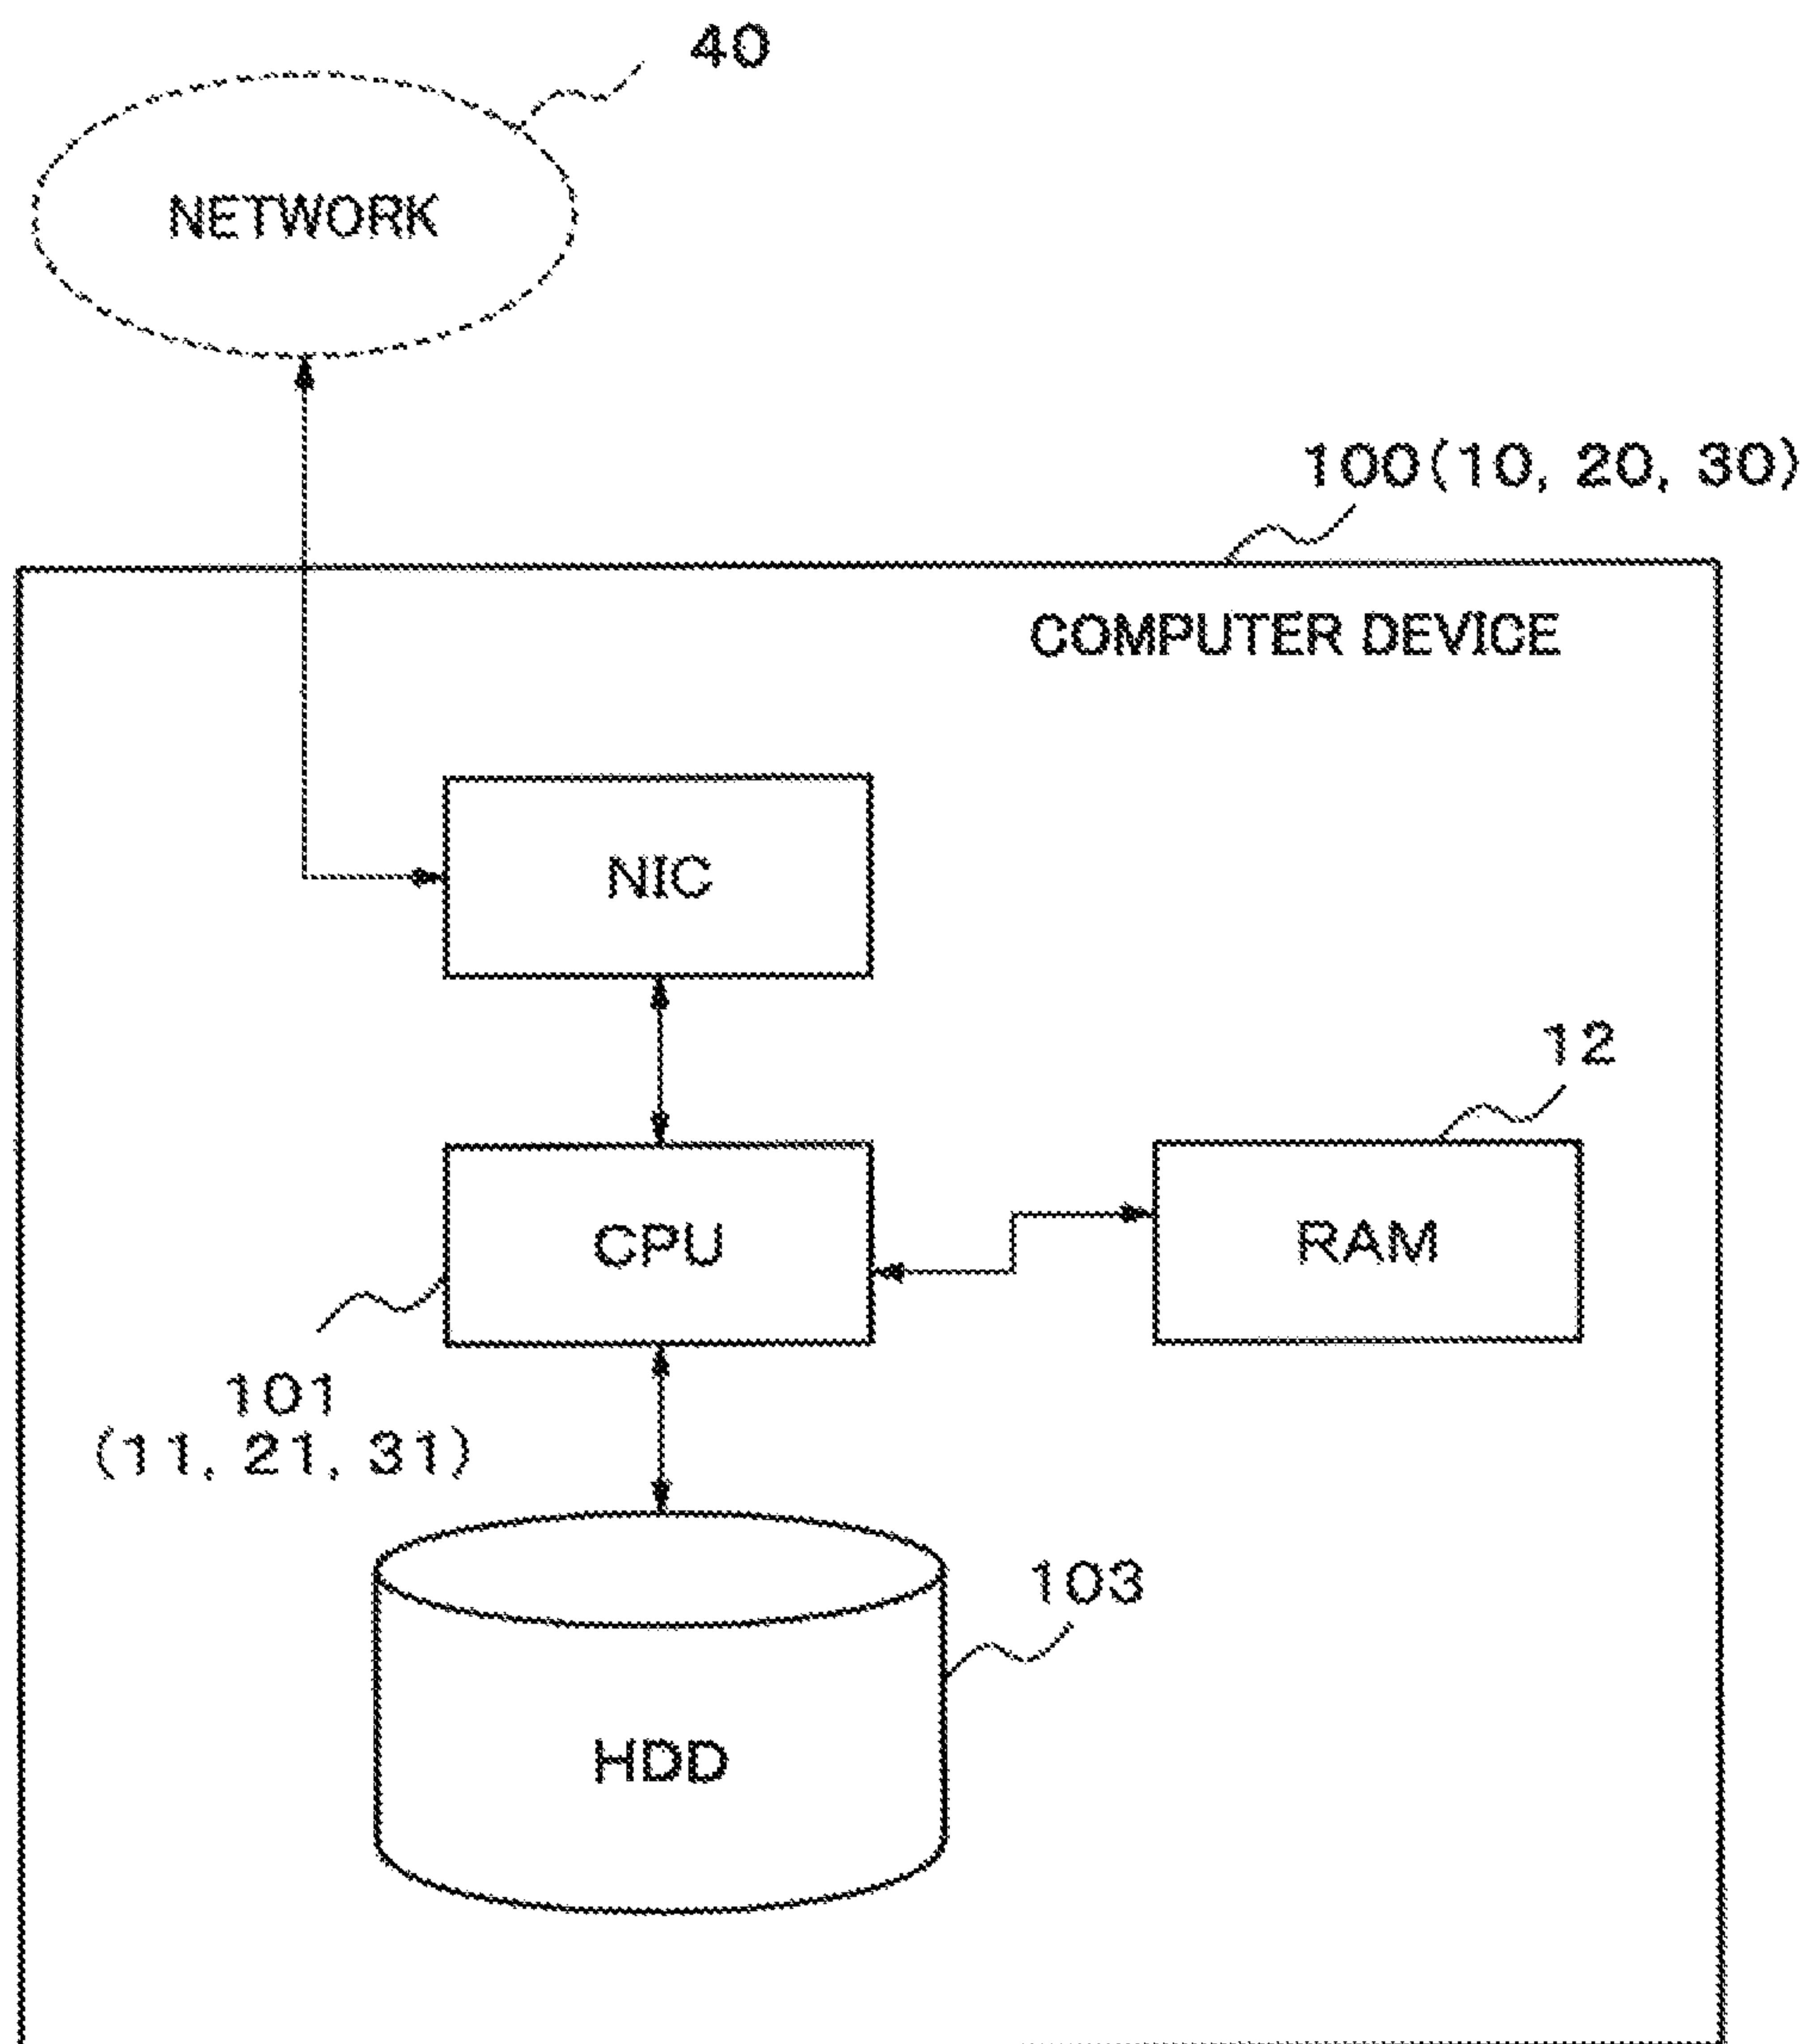 40
NETWORK
100(10, 20, 30)
COMPUTER DEVICE
NIC
12
CPU
RAM
101
(11, 21, 31)
103
HDD